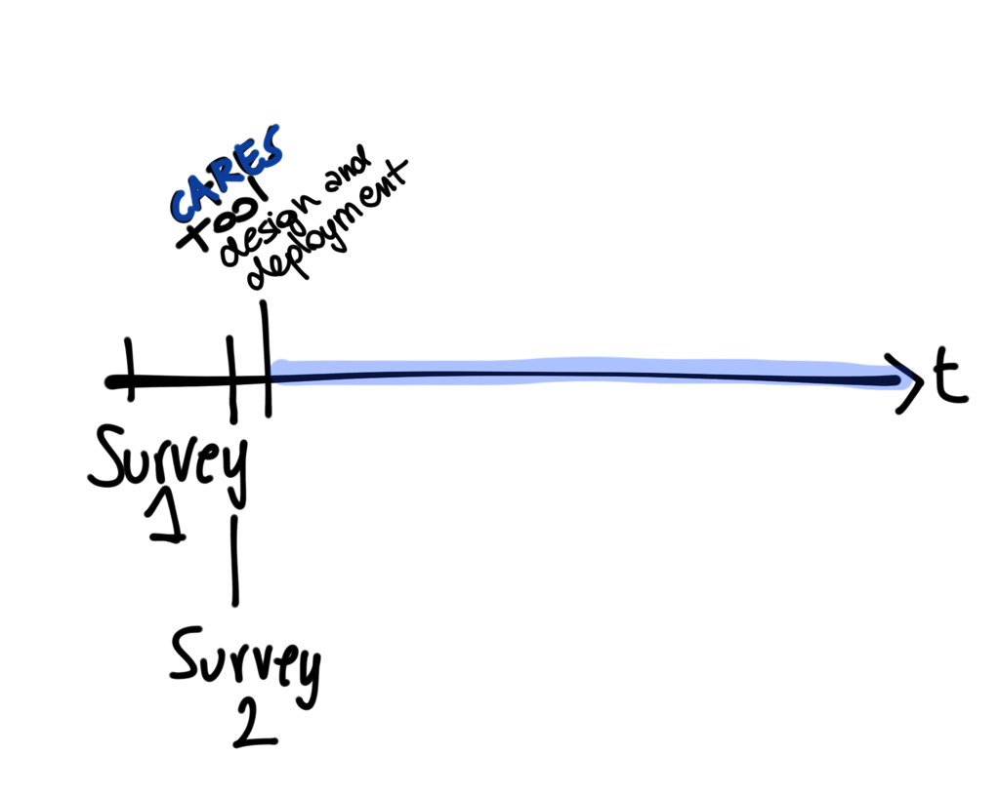 CARES
tool
design and
deployment
t
Survey
1
Survey
2